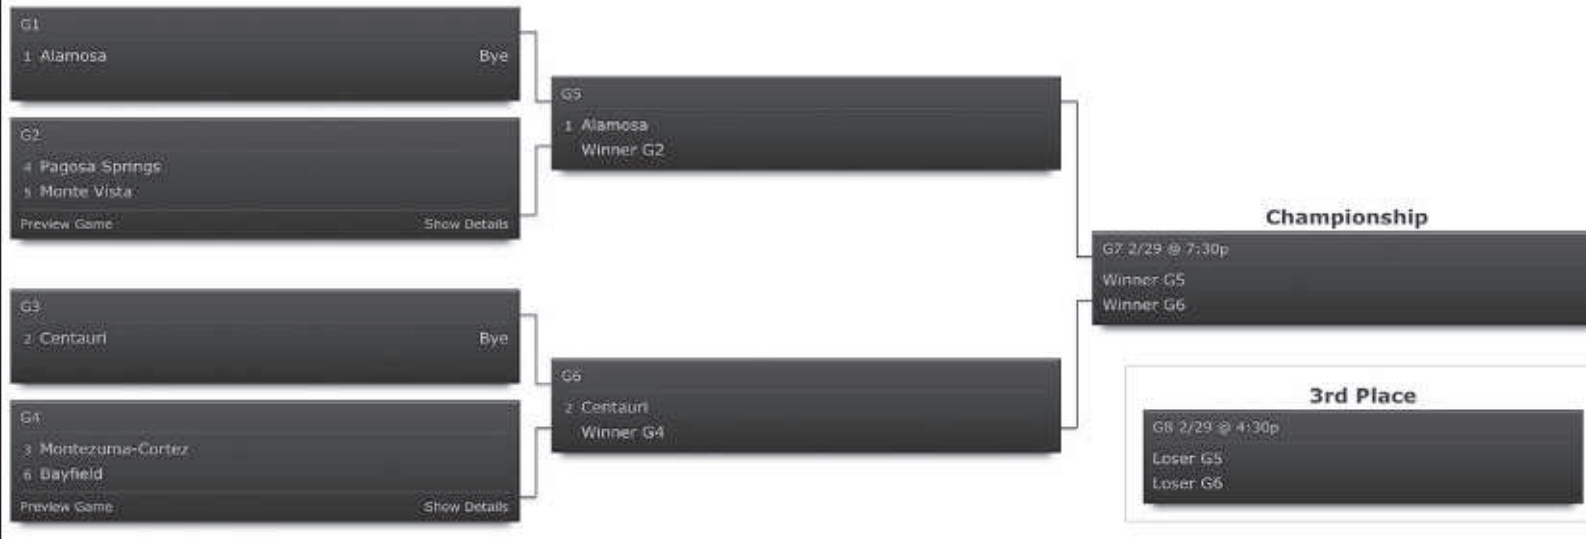 G1
1 Alamosa Bye
G2
4 Pagosa Springs
5 Monte Vista
Preview Game Show Details
G3
2 Centauri Bye
G4
3 Montezuma-Cortez
6 Bayfield
Preview Game Show Details
G5
1 Alamosa
Winner G2
G6
2 Centauri
Winner G4
Championship
G7 2/29 @ 7:30p
Winner G5
Winner G6
3rd Place
G8 2/29 @ 4:30p
Loser G5
Loser G6